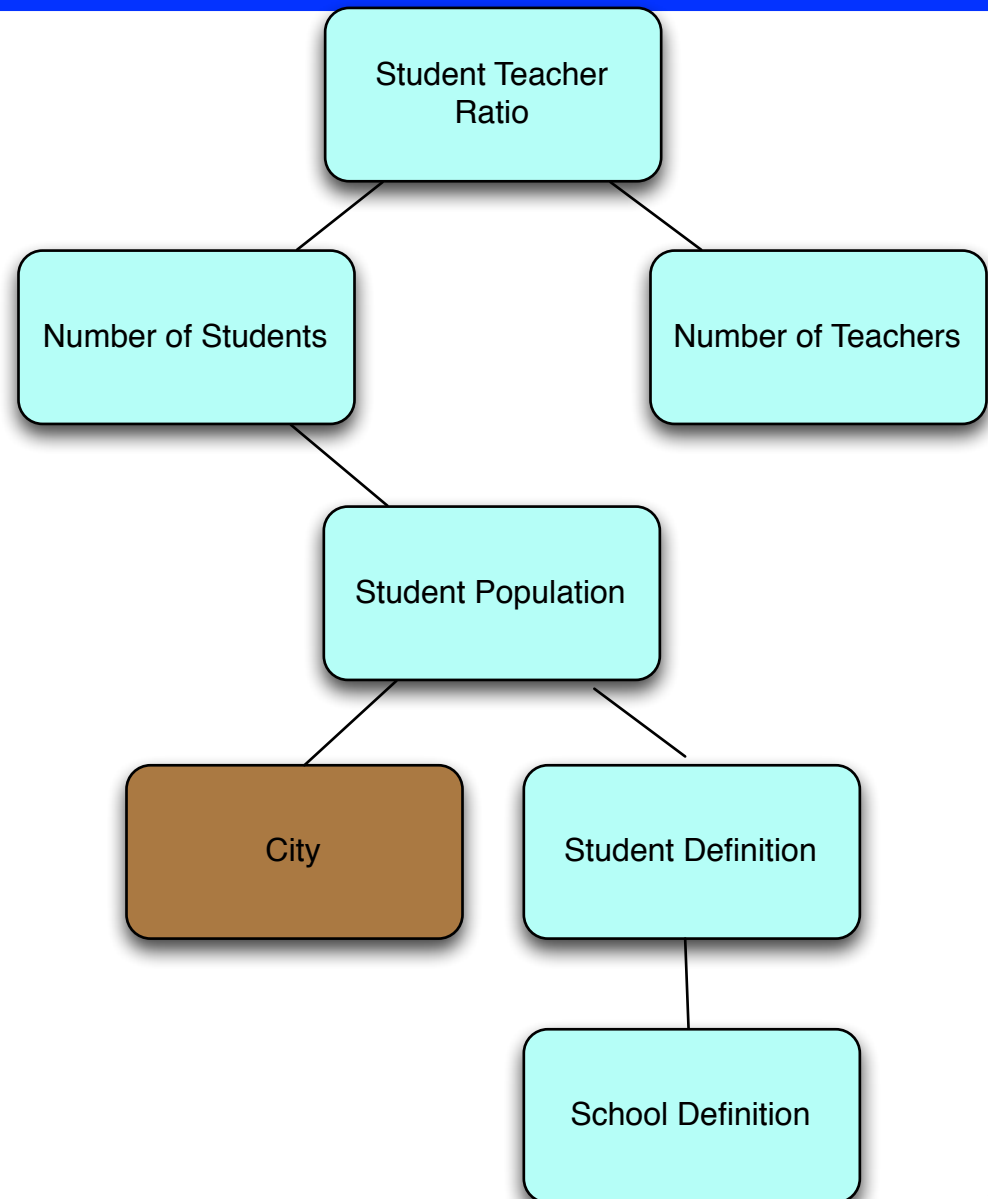 Student Teacher
Ratio
Number of Students
Number of Teachers
Student Population
City
Student Definition
School Definition